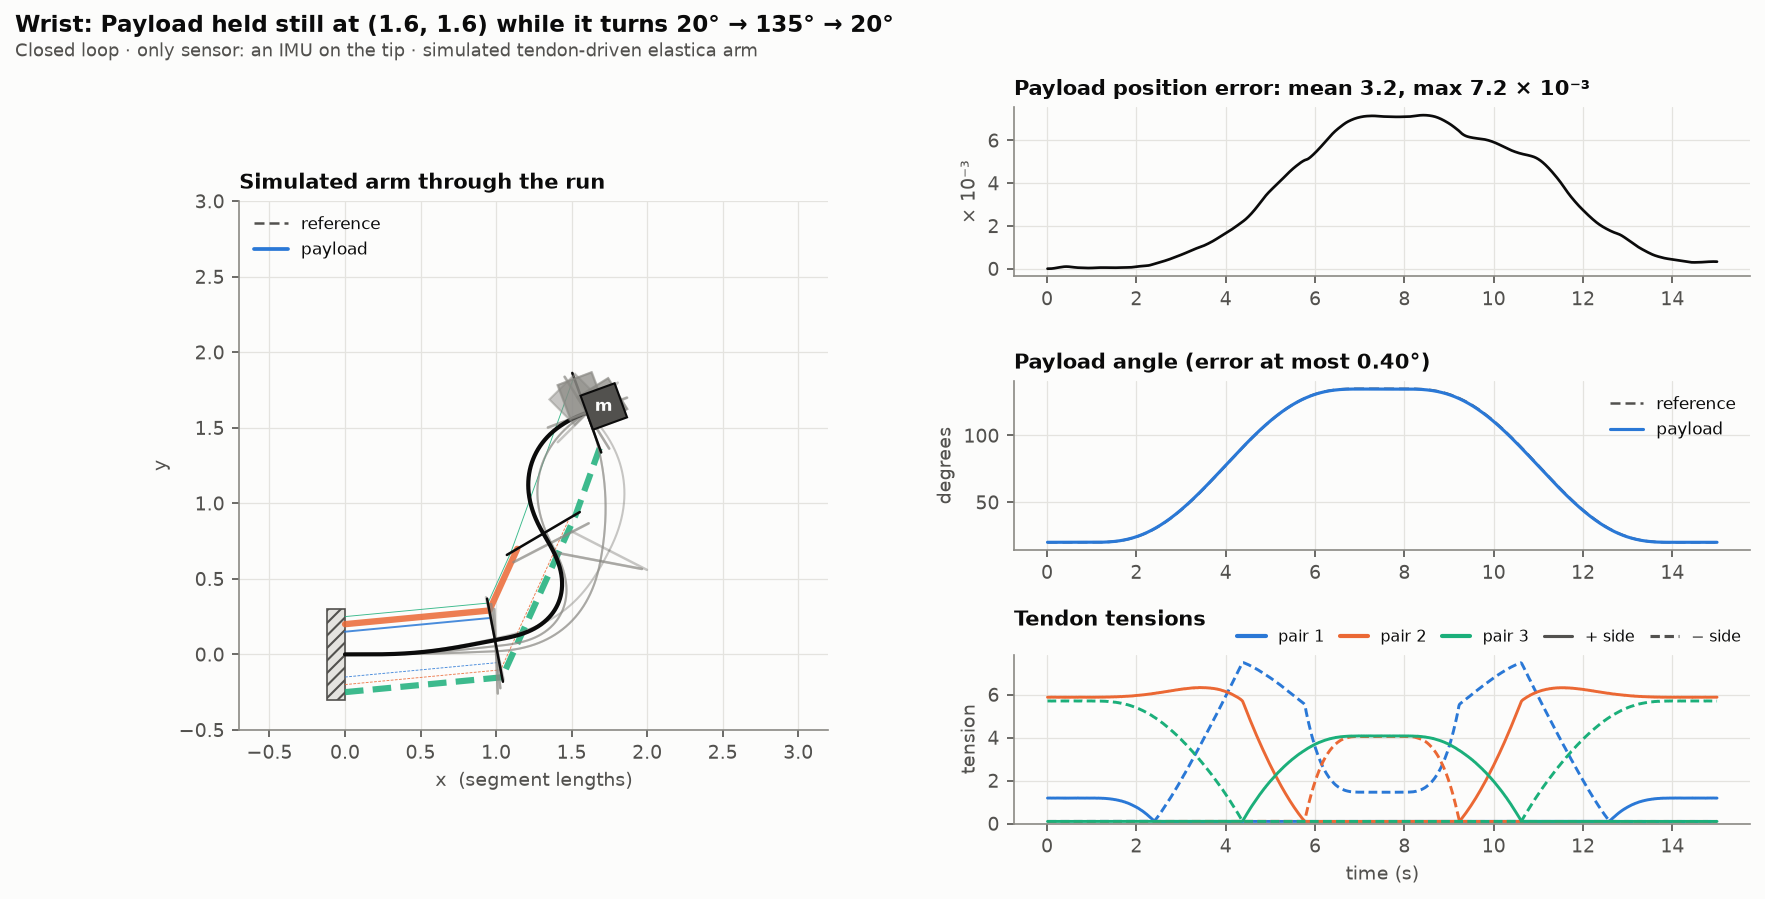 Wrist: Payload held still at (1.6, 1.6) while it turns 20° → 135° → 20°
Closed loop · only sensor: an IMU on the tip · simulated tendon-driven elastica arm
Simulated arm through the run
reference
payload
3.0
2.5
2.0
1.5
1.0
0.5
0.0
−0.5
y
m
−0.5 0.0 0.5 1.0 1.5 2.0 2.5 3.0
x (segment lengths)
Payload position error: mean 3.2, max 7.2 × 10⁻³
× 10⁻³
6
4
2
0
0 2 4 6 8 10 12 14
Payload angle (error at most 0.40°)
degrees
100
50
reference
payload
0 2 4 6 8 10 12 14
Tendon tensions
pair 1 pair 2 pair 3 + side − side
tension
6
4
2
0
0 2 4 6 8 10 12 14
time (s)